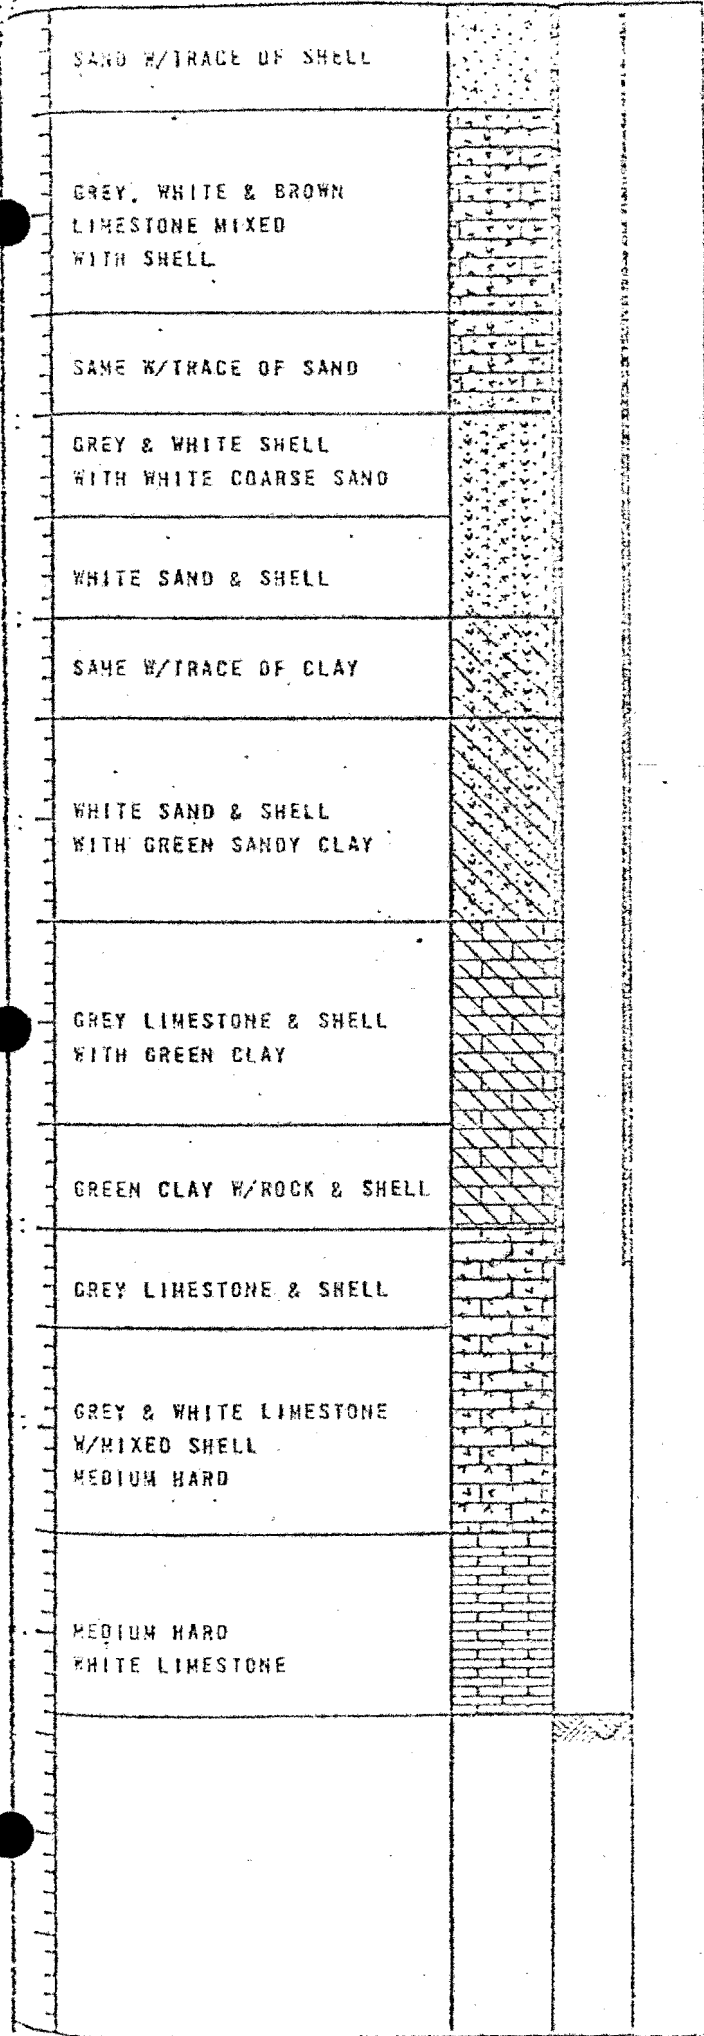 SAND W/TRACE OF SHELL
GREY, WHITE & BROWN
LIMESTONE MIXED
WITH SHELL
SAME W/TRACE OF SAND
GREY & WHITE SHELL
WITH WHITE COARSE SAND
WHITE SAND & SHELL
SAME W/TRACE OF CLAY
WHITE SAND & SHELL
WITH GREEN SANDY CLAY
GREY LIMESTONE & SHELL
WITH GREEN CLAY
GREEN CLAY W/ROCK & SHELL
GREY LIMESTONE & SHELL
GREY & WHITE LIMESTONE
W/MIXED SHELL
MEDIUM HARD
MEDIUM HARD
WHITE LIMESTONE